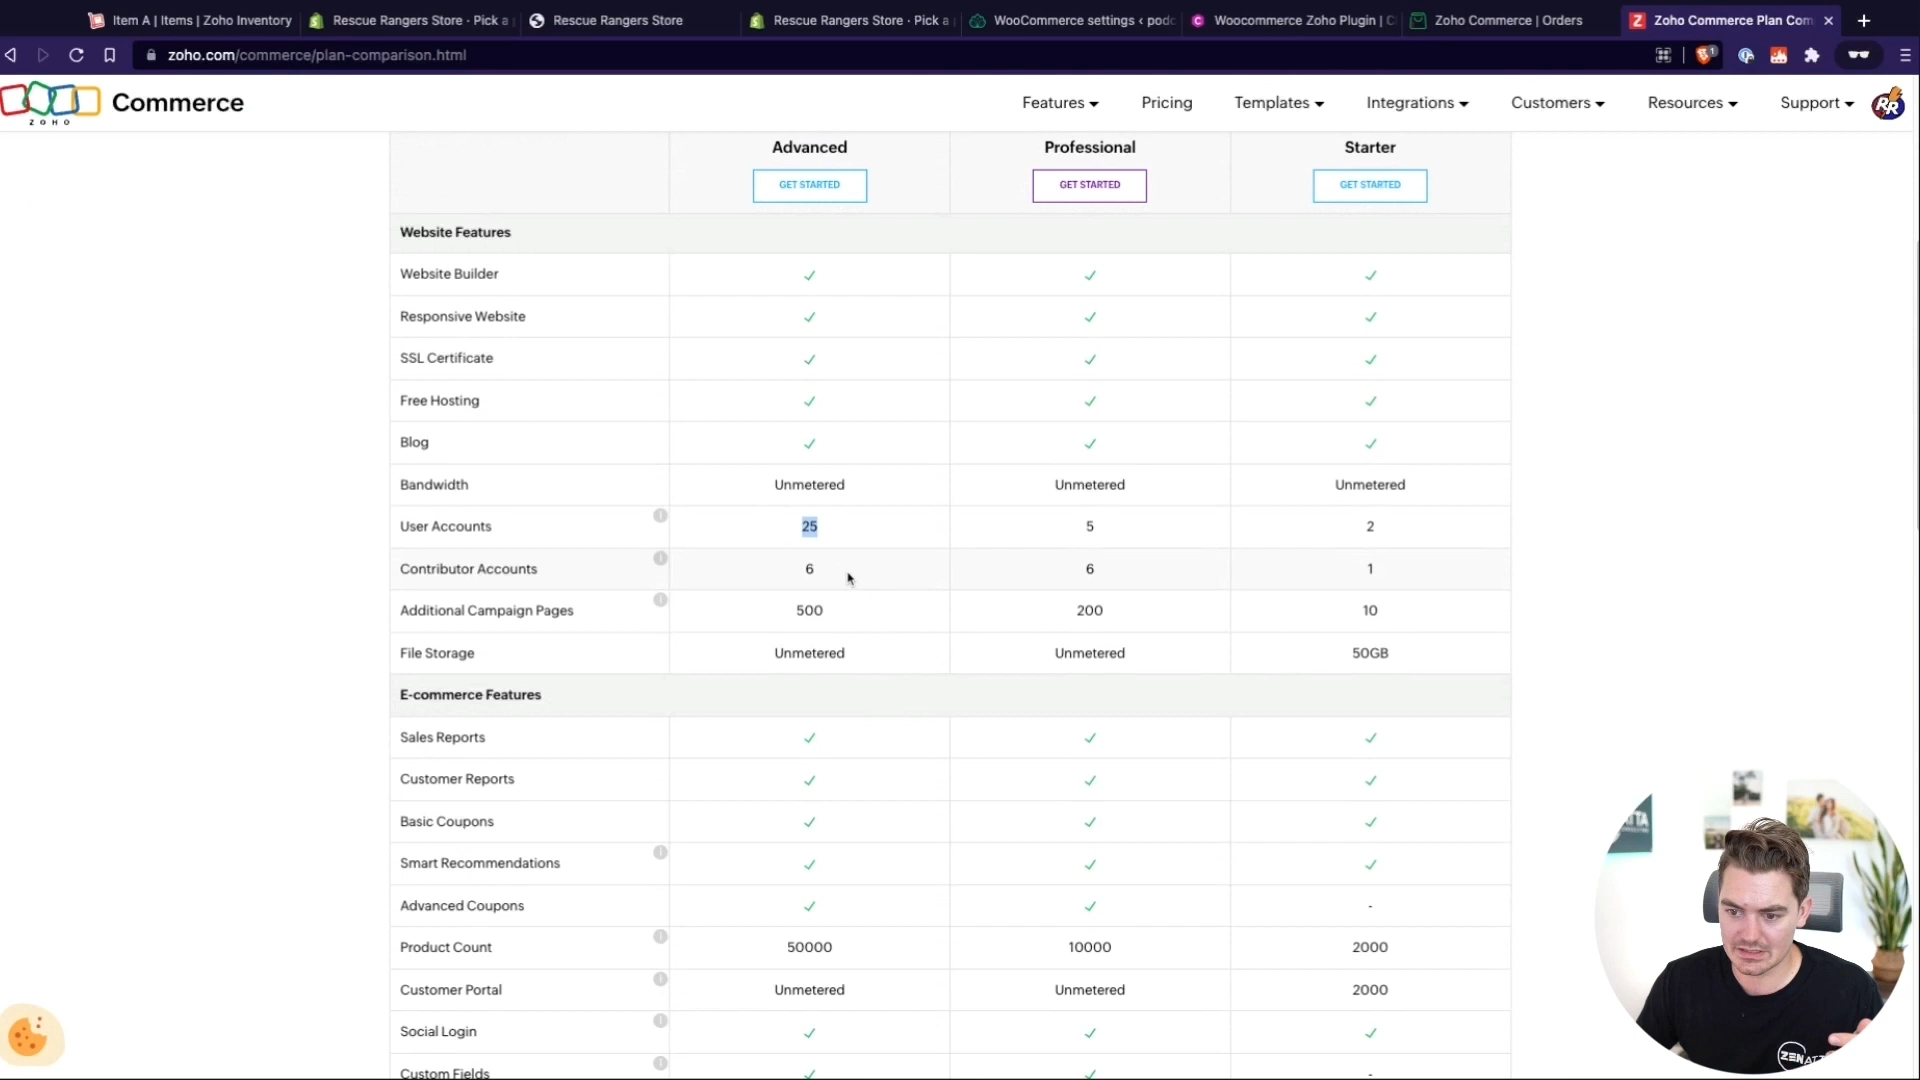 Item A | Items | Zoho Inventory
Rescue Rangers Store · Pick a
Rescue Rangers Store
Rescue Rangers Store · Pick a
WooCommerce settings ‹ pod
Woocommerce Zoho Plugin | C
Zoho Commerce | Orders
Zoho Commerce Plan Com
zoho.com/commerce/plan-comparison.html
ZOHO
Commerce
Features
Pricing
Templates
Integrations
Customers
Resources
Support
RR
Advanced Professional Starter
GET STARTED GET STARTED GET STARTED
Website Features
Website Builder ✓ ✓ ✓
Responsive Website ✓ ✓ ✓
SSL Certificate ✓ ✓ ✓
Free Hosting ✓ ✓ ✓
Blog ✓ ✓ ✓
Bandwidth Unmetered Unmetered Unmetered
User Accounts 25 5 2
Contributor Accounts 6 6 1
Additional Campaign Pages 500 200 10
File Storage Unmetered Unmetered 50GB
E-commerce Features
Sales Reports ✓ ✓ ✓
Customer Reports ✓ ✓ ✓
Basic Coupons ✓ ✓ ✓
Smart Recommendations ✓ ✓ ✓
Advanced Coupons ✓ ✓ -
Product Count 50000 10000 2000
Customer Portal Unmetered Unmetered 2000
Social Login ✓ ✓ ✓
Custom Fields ✓ ✓ -